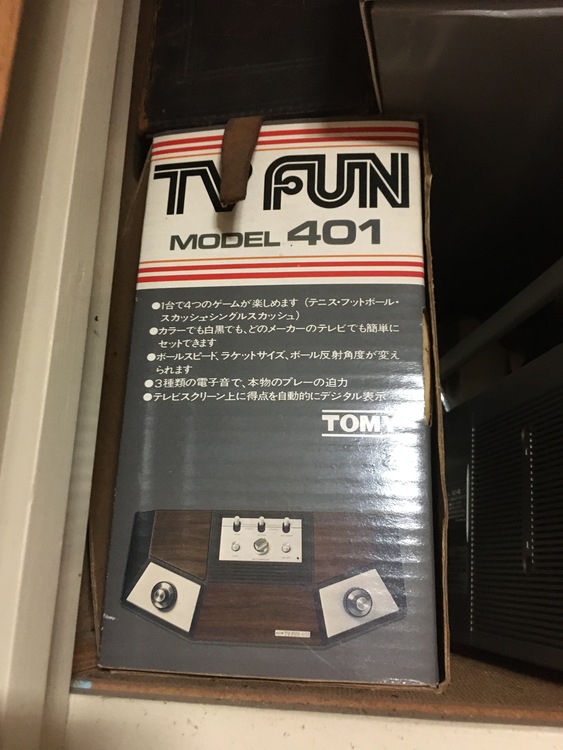 TV FUN
MODEL 401
●1台で4つのゲームが楽しめます（テニス・フットボール・
スカッシュ・シングルスカッシュ）
●カラーでも白黒でも、どのメーカーのテレビでも簡単に
セットできます
●ボールスピード、ラケットサイズ、ボール反射角度が変え
られます
●3種類の電子音で、本物のプレーの迫力
●テレビスクリーン上に得点を自動的にデジタル表示
TOMY